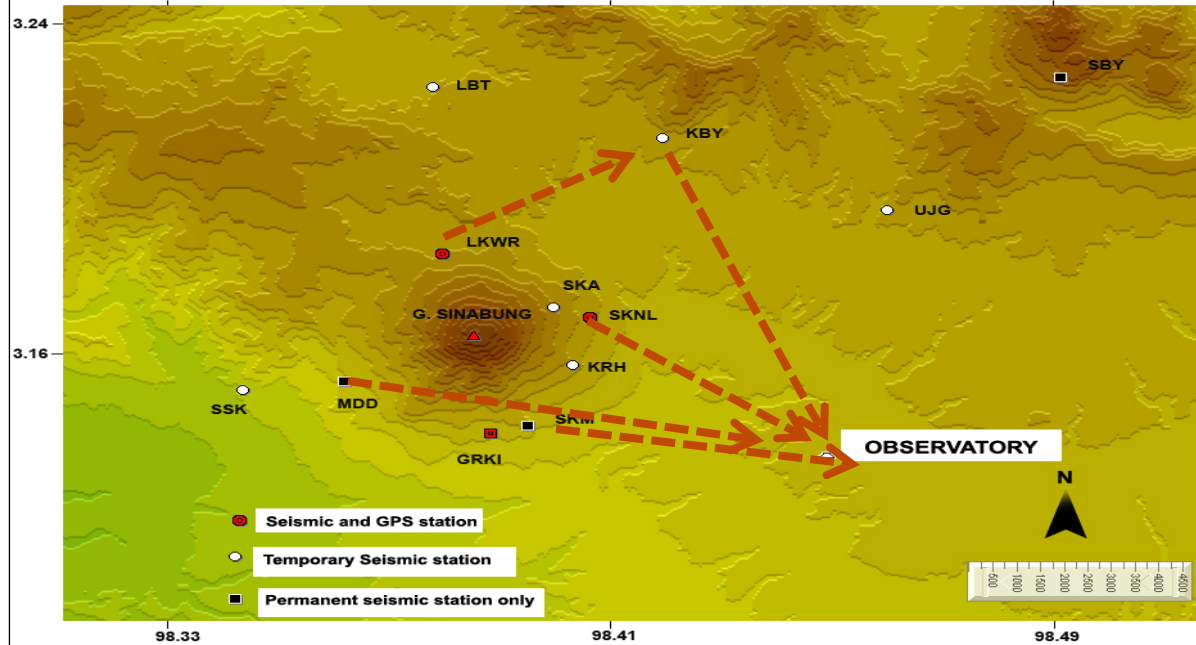 3.24
SBY
LBT
KBY
UJG
LKWR
SKA
G. SINABUNG
SKNL
3.16
KRH
MDD
SSK
SKM
OBSERVATORY
GRKI
N
Seismic and GPS station
Temporary Seismic station
Permanent seismic station only
500 1000 1500 2000 2500 3000 3500 4000 4500
98.33
98.41
98.49